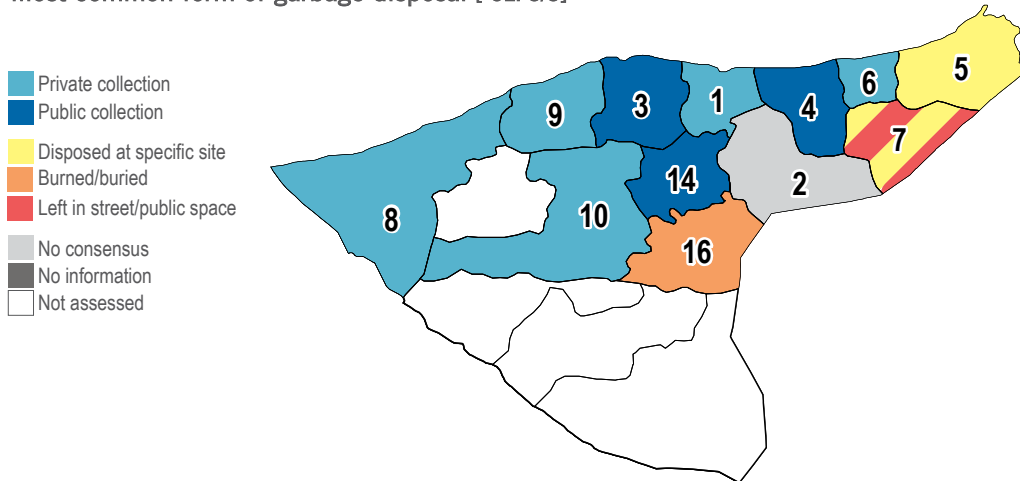 Private collection
Public collection
Disposed at specific site
Burned/buried
Left in street/public space
No consensus
No information
Not assessed
5
6
3
1
4
9
7
14
2
8
10
16